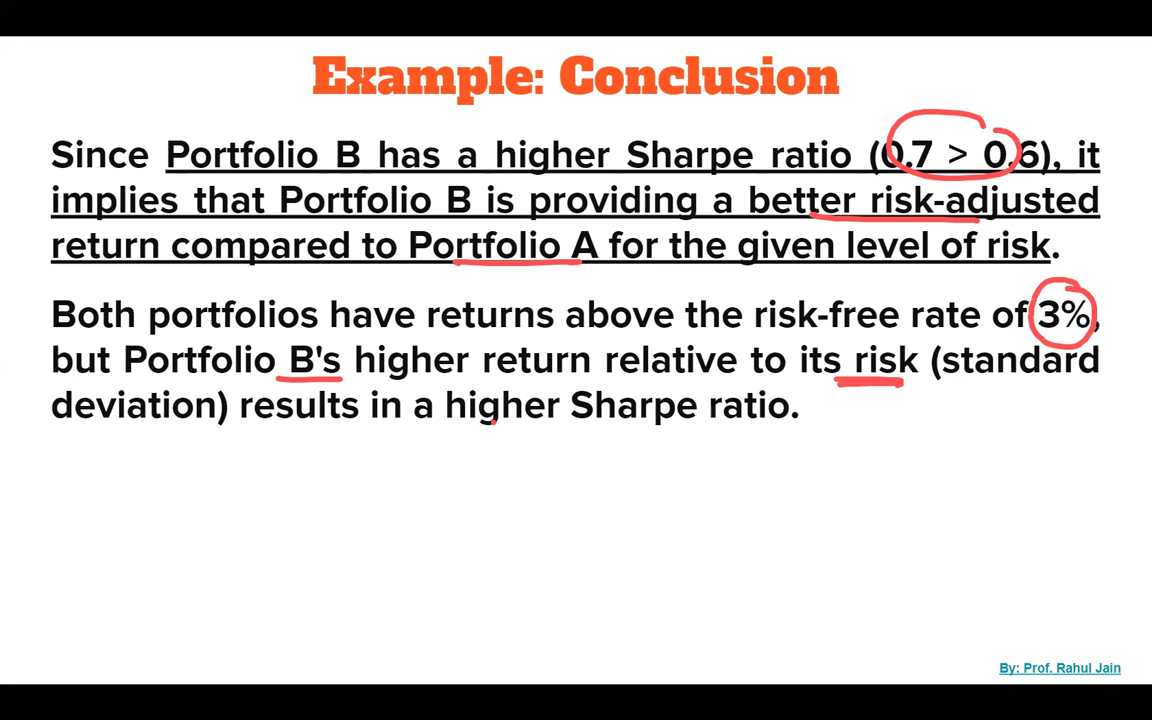 Example: Conclusion
Since Portfolio B has a higher Sharpe ratio (0.7 > 0.6), it
implies that Portfolio B is providing a better risk-adjusted
return compared to Portfolio A for the given level of risk.
Both portfolios have returns above the risk-free rate of 3%,
but Portfolio B's higher return relative to its risk (standard
deviation) results in a higher Sharpe ratio.
By: Prof. Rahul Jain